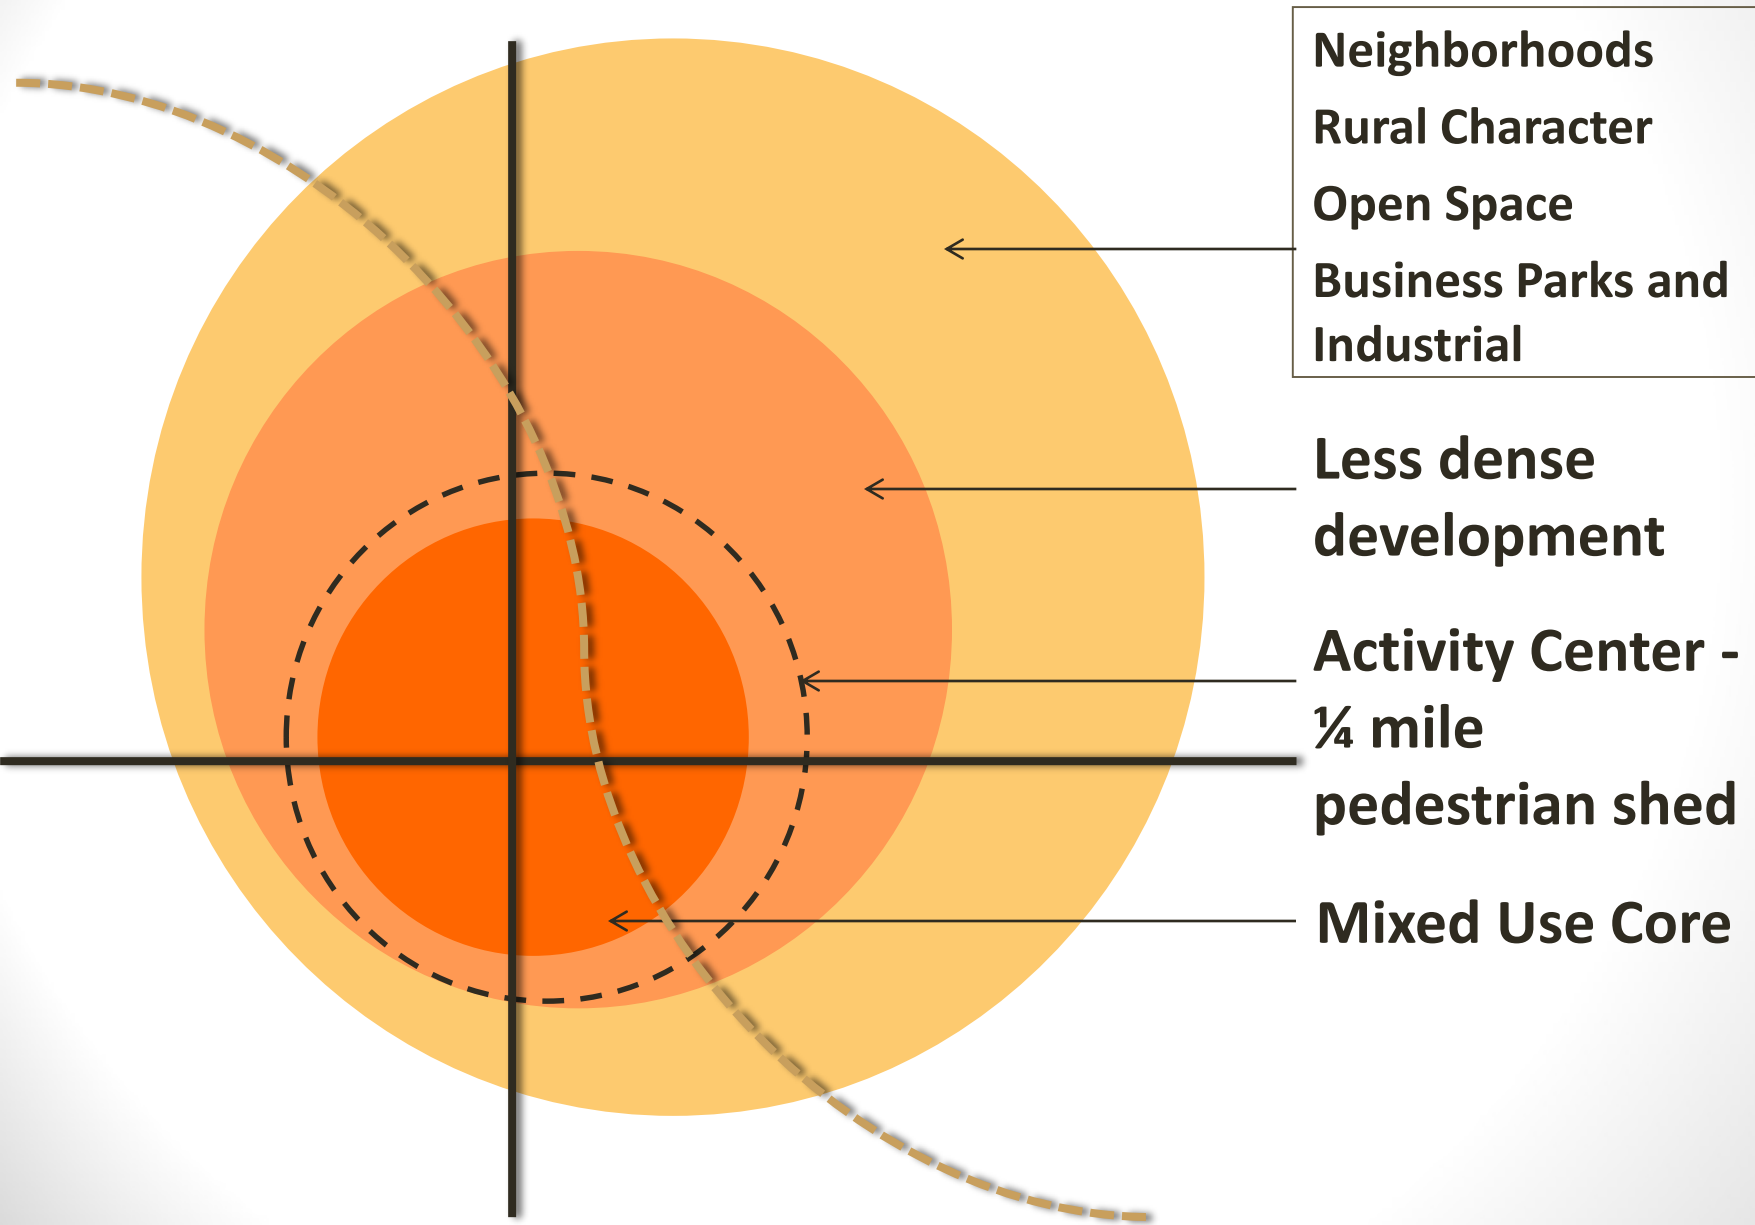 Neighborhoods
Rural Character
Open Space
Business Parks and
Industrial
Less dense
development
Activity Center -
¼ mile
pedestrian shed
Mixed Use Core